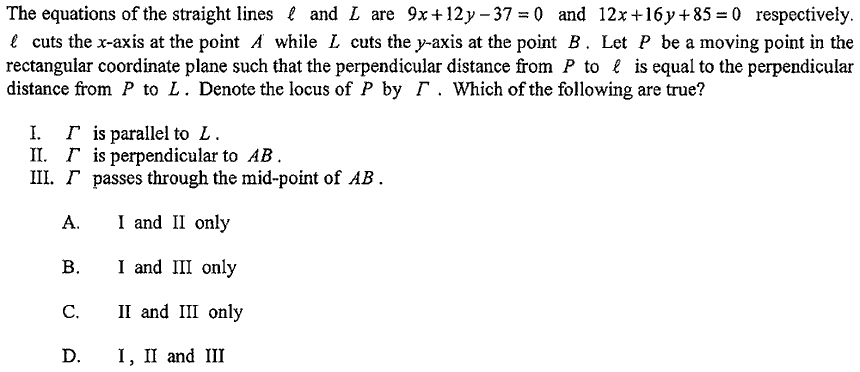 The equations of the straight lines ℓ and L are 9x+12y−37=0 and 12x+16y+85=0 respectively.
ℓ cuts the x-axis at the point A while L cuts the y-axis at the point B. Let P be a moving point in the
rectangular coordinate plane such that the perpendicular distance from P to ℓ is equal to the perpendicular
distance from P to L. Denote the locus of P by Γ. Which of the following are true?
I. Γ is parallel to L.
II. Γ is perpendicular to AB.
III. Γ passes through the mid-point of AB.
A. I and II only
B. I and III only
C. II and III only
D. I, II and III